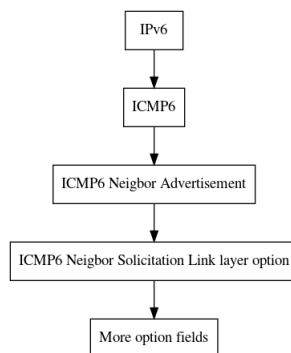 IPv6
ICMP6
ICMP6 Neigbor Advertisement
ICMP6 Neigbor Solicitation Link layer option
More option fields